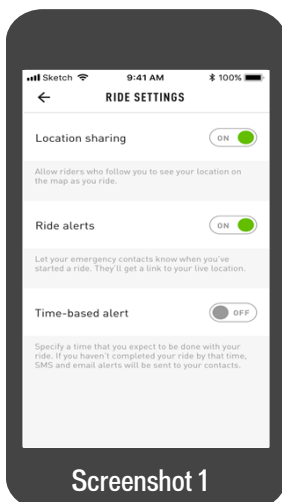 Sketch 9:41 AM 100%
RIDE SETTINGS
Location sharing ON
Allow riders who follow you to see your location on
the map as you ride.
Ride alerts ON
Let your emergency contacts know when you've
started a ride. They'll get a link to your live location.
Time-based alert OFF
Specify a time that you expect to be done with your
ride. If you haven't completed your ride by that time,
SMS and email alerts will be sent to your contacts.
Screenshot 1